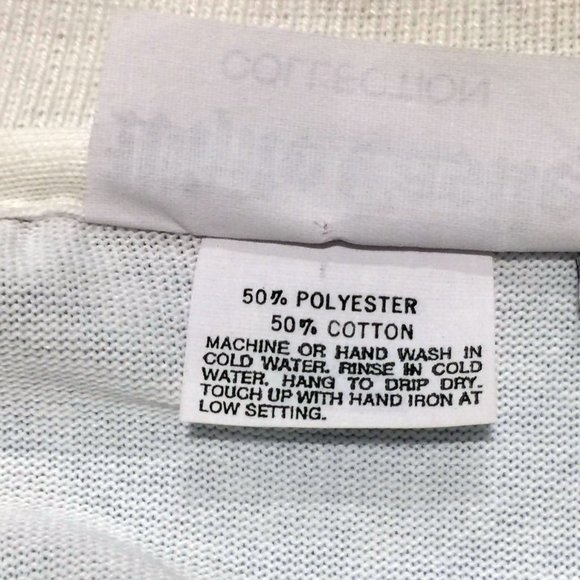 COLLECTION
50% POLYESTER
50% COTTON
MACHINE OR HAND WASH IN
COLD WATER. RINSE IN COLD
WATER. HANG TO DRIP DRY.
TOUCH UP WITH HAND IRON AT
LOW SETTING.